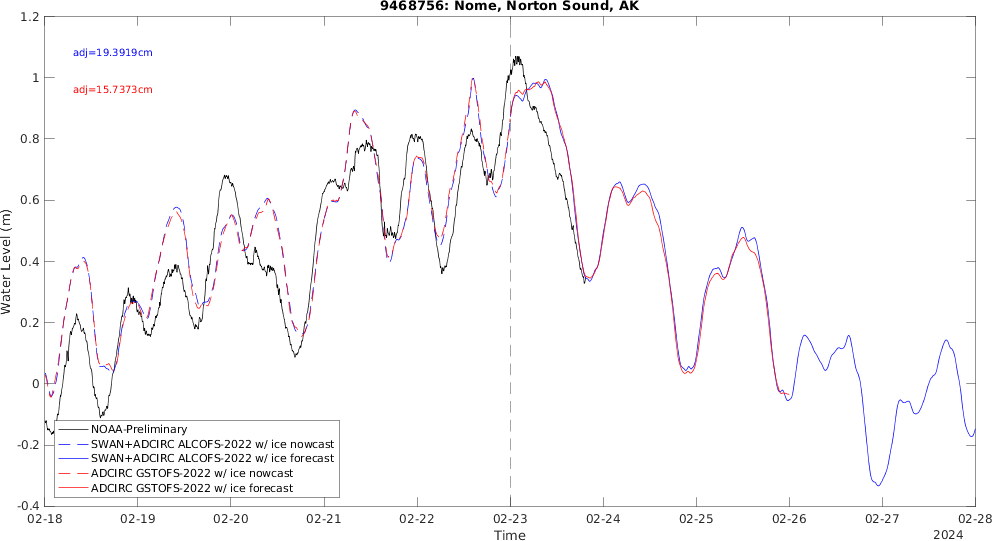 9468756: Nome, Norton Sound, AK
1.2
1
0.8
0.6
0.4
0.2
0
-0.2
-0.4
Water Level (m)
adj=19.3919cm
adj=15.7373cm
NOAA-Preliminary
SWAN+ADCIRC ALCOFS-2022 w/ ice nowcast
SWAN+ADCIRC ALCOFS-2022 w/ ice forecast
ADCIRC GSTOFS-2022 w/ ice nowcast
ADCIRC GSTOFS-2022 w/ ice forecast
02-18 02-19 02-20 02-21 02-22 02-23 02-24 02-25 02-26 02-27 02-28
Time
2024